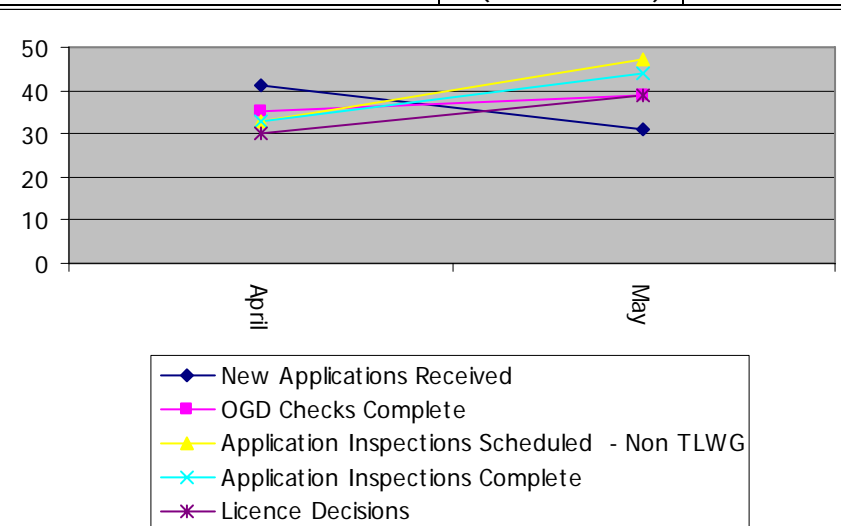 50
40
30
20
10
0
April
May
New Applications Received
OGD Checks Complete
Application Inspections Scheduled - Non TLWG
Application Inspections Complete
Licence Decisions